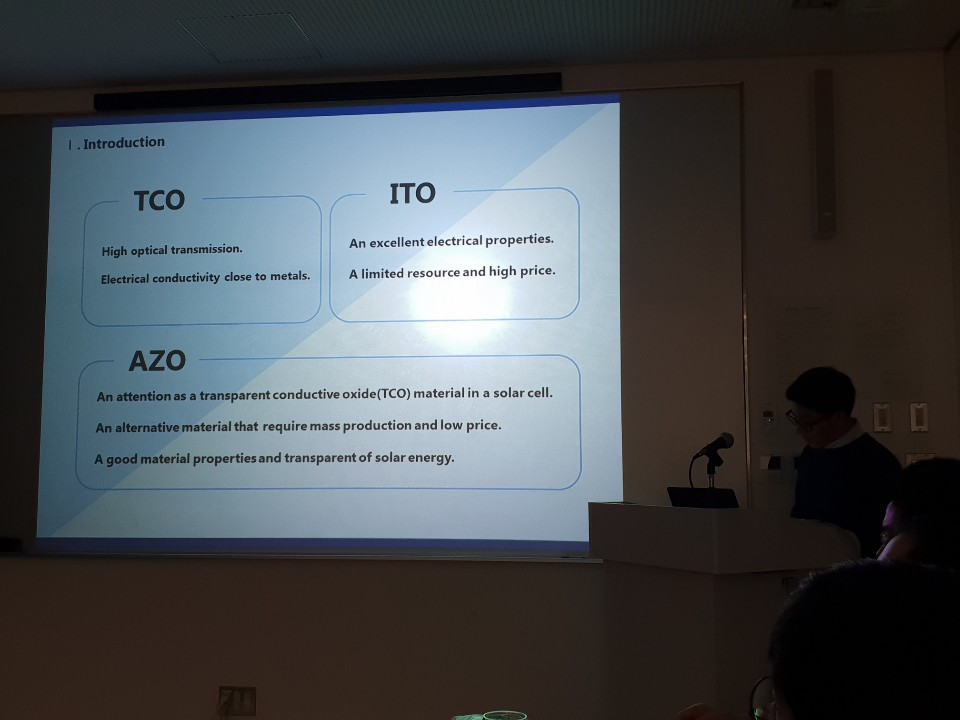 Ⅰ. Introduction
TCO
High optical transmission.
Electrical conductivity close to metals.
ITO
An excellent electrical properties.
A limited resource and high price.
AZO
An attention as a transparent conductive oxide(TCO) material in a solar cell.
An alternative material that require mass production and low price.
A good material properties and transparent of solar energy.